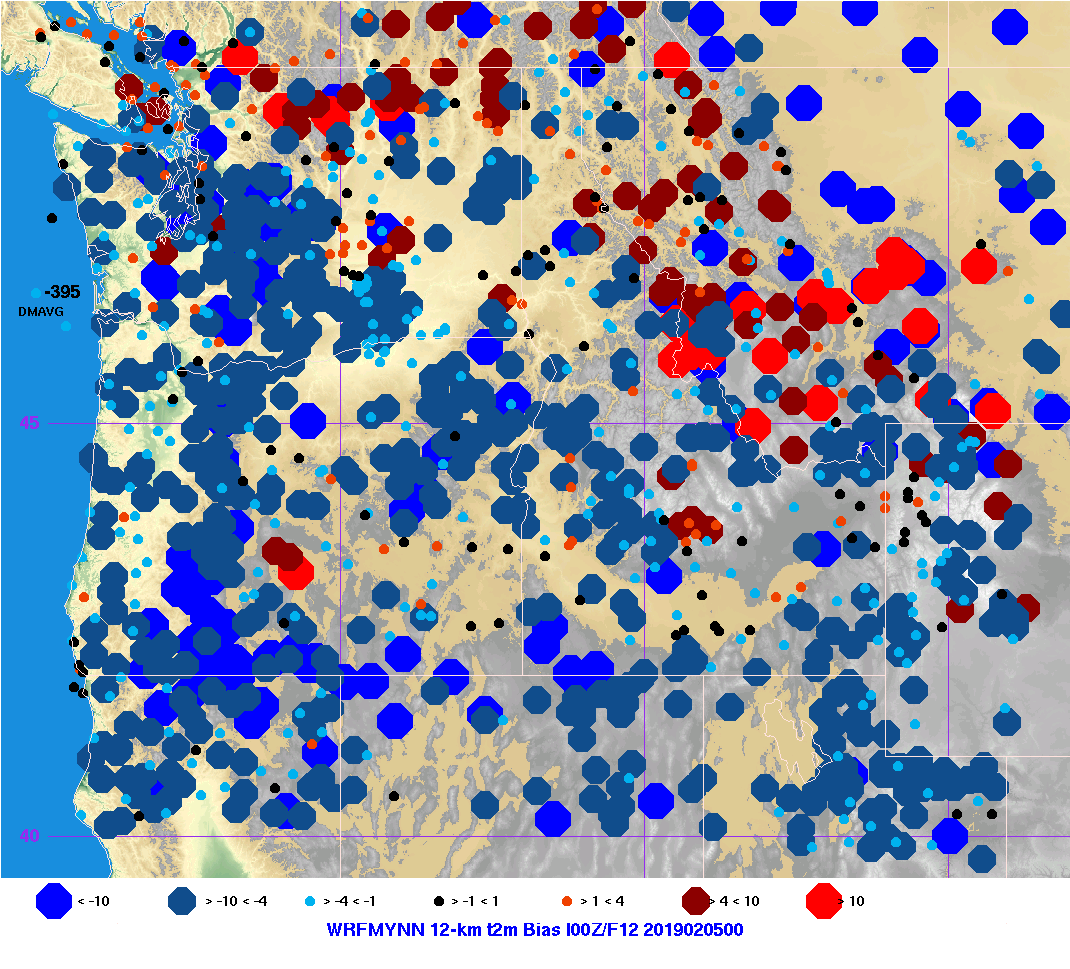 -395
DMAVG
45
40
< -10
> -10 < -4
> -4 < -1
> -1 < 1
> 1 < 4
> 4 < 10
> 10
WRFMYNN 12-km t2m Bias I00Z/F12 2019020500